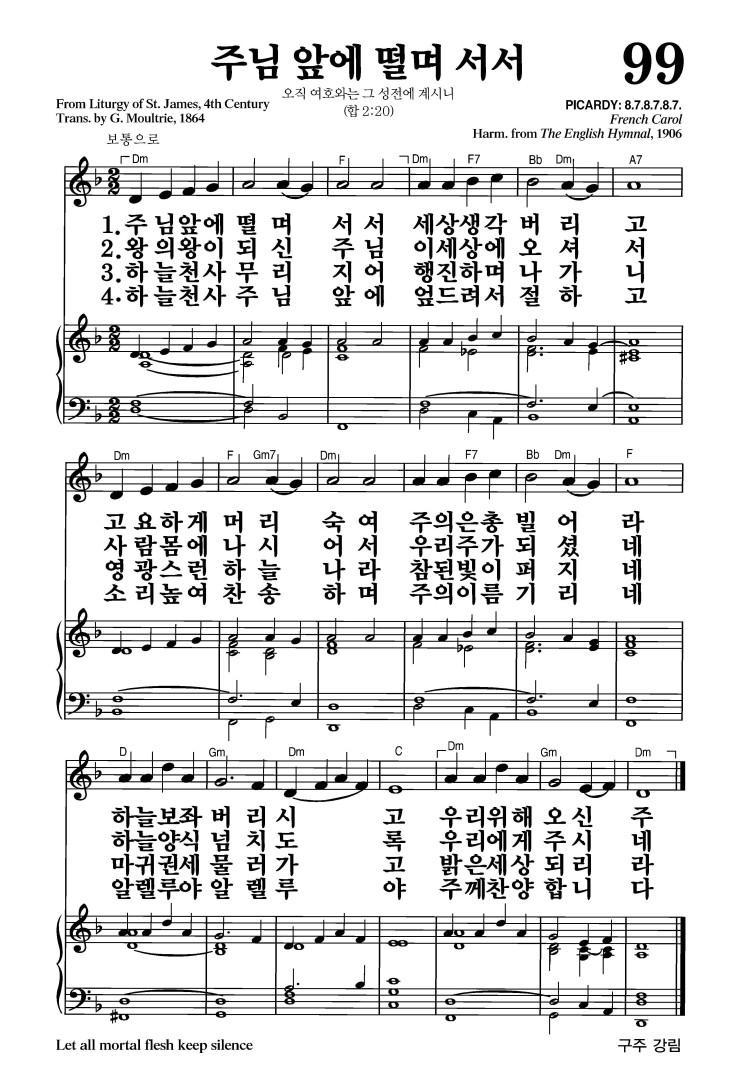 주님 앞에 떨며 서서
99
From Liturgy of St. James, 4th Century
Trans. by G. Moultrie, 1864
오직 여호와는 그 성전에 계시니
(합 2:20)
PICARDY: 8.7.8.7.8.7.
French Carol
Harm. from The English Hymnal, 1906
보통으로
Dm F Dm F7 Bb Dm A7
1.주 님앞에 떨 며 서 서 세상생각 버 리 고
2.왕 의왕이 되 신 주 님 이세상에 오 셔 서
3.하 늘천사 무 리 지 어 행진하며 나 가 니
4.하 늘천사 주 님 앞 에 엎드려서 절 하 고
Dm F Gm7 Dm F7 Bb Dm F
고 요하게 머 리 숙 여 주의은총 빌 어 라
사 람몸에 나 시 어 서 우리주가 되 셨 네
영 광스런 하 늘 나 라 참된빛이 퍼 지 네
소 리높여 찬 송 하 며 주의이름 기 리 네
D Gm Dm C Dm Gm Dm
하늘보좌 버 리 시 고 우리위해 오 신 주
하늘양식 넘 치 도 록 우리에게 주 시 네
마귀권세 물 러 가 고 밝은세상 되 리 라
알렐루야 알 렐 루 야 주께찬양 합 니 다
Let all mortal flesh keep silence
구주 강림